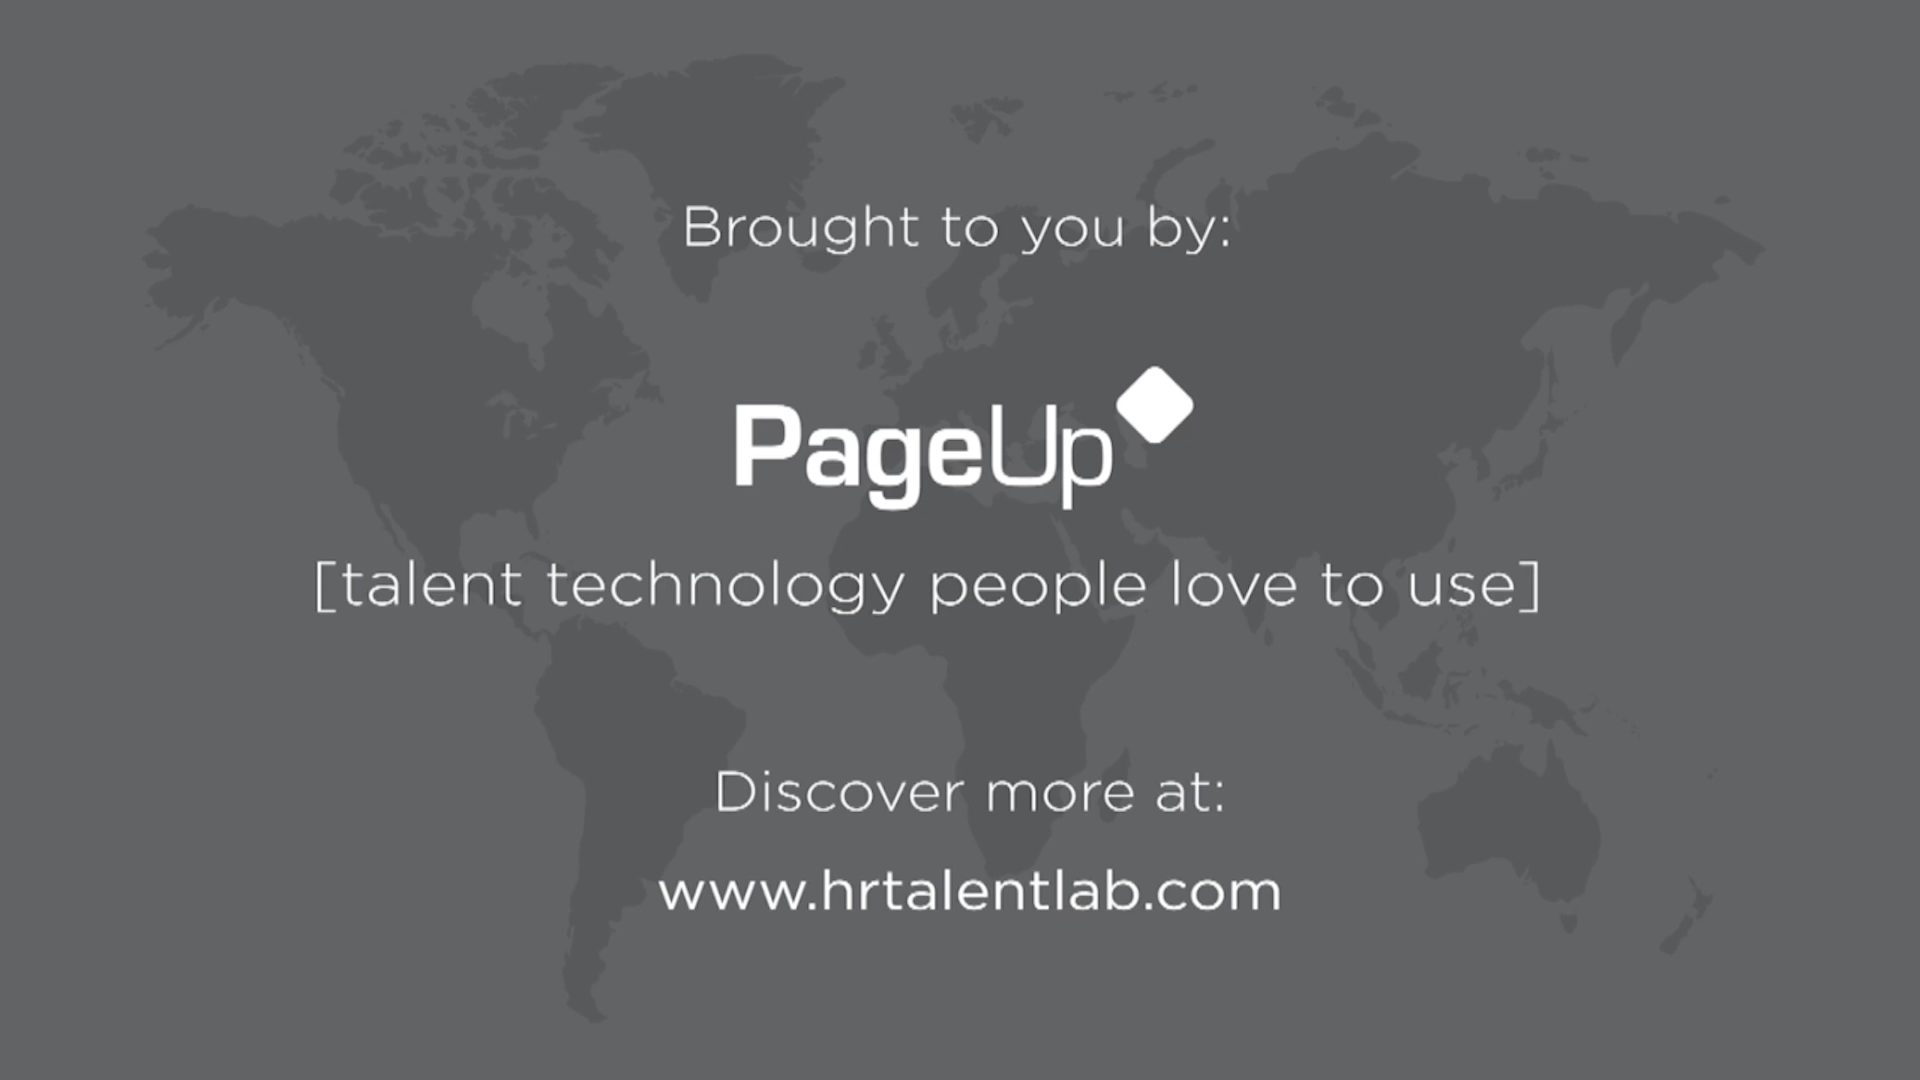 Brought to you by:
PageUp
[talent technology people love to use]
Discover more at:
www.hrtalentlab.com